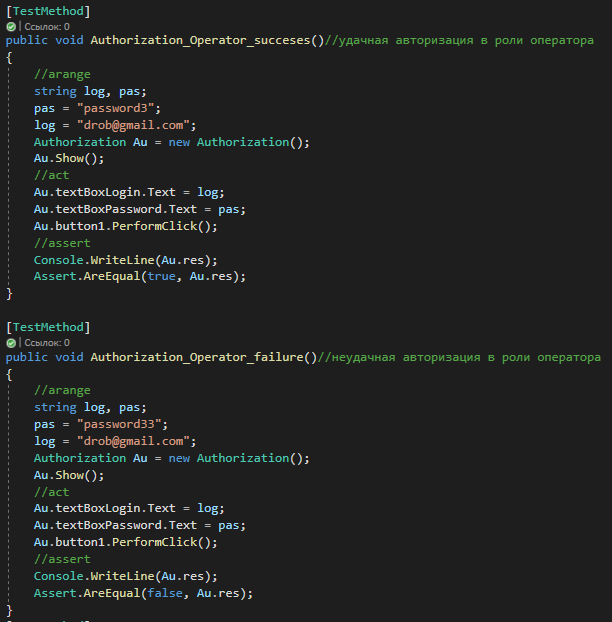 [TestMethod]
| Ссылок: 0
public void Authorization_Operator_succeses()//удачная авторизация в роли оператора
{
//arange
string log, pas;
pas = "password3";
log = "drob@gmail.com";
Authorization Au = new Authorization();
Au.Show();
//act
Au.textBoxLogin.Text = log;
Au.textBoxPassword.Text = pas;
Au.button1.PerformClick();
//assert
Console.WriteLine(Au.res);
Assert.AreEqual(true, Au.res);
}
[TestMethod]
| Ссылок: 0
public void Authorization_Operator_failure()//неудачная авторизация в роли оператора
{
//arange
string log, pas;
pas = "password33";
log = "drob@gmail.com";
Authorization Au = new Authorization();
Au.Show();
//act
Au.textBoxLogin.Text = log;
Au.textBoxPassword.Text = pas;
Au.button1.PerformClick();
//assert
Console.WriteLine(Au.res);
Assert.AreEqual(false, Au.res);
}